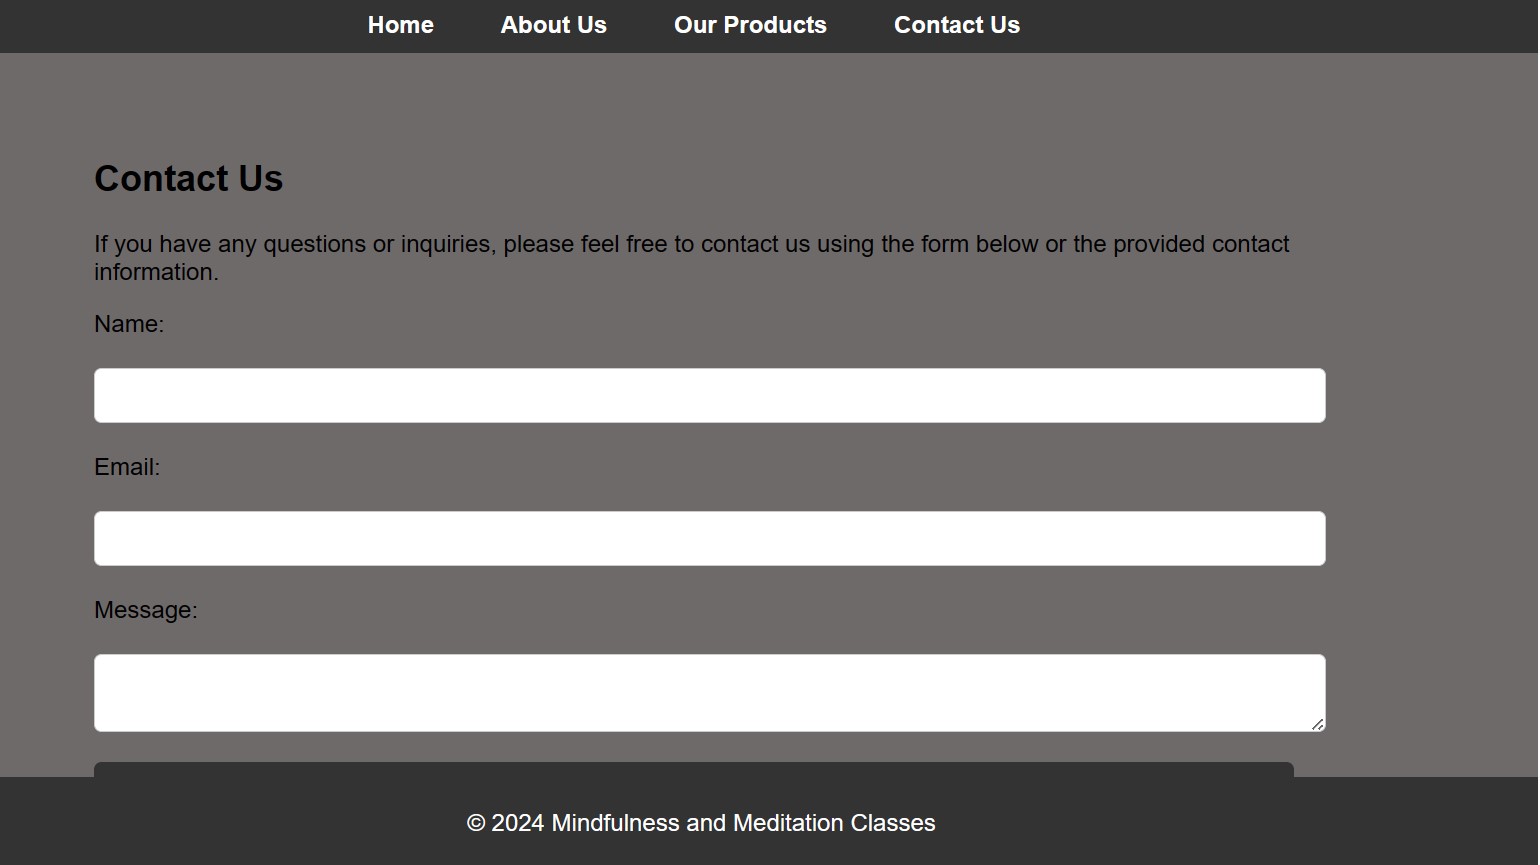 Home About Us Our Products Contact Us
Contact Us
If you have any questions or inquiries, please feel free to contact us using the form below or the provided contact
information.
Name:
Email:
Message:
© 2024 Mindfulness and Meditation Classes